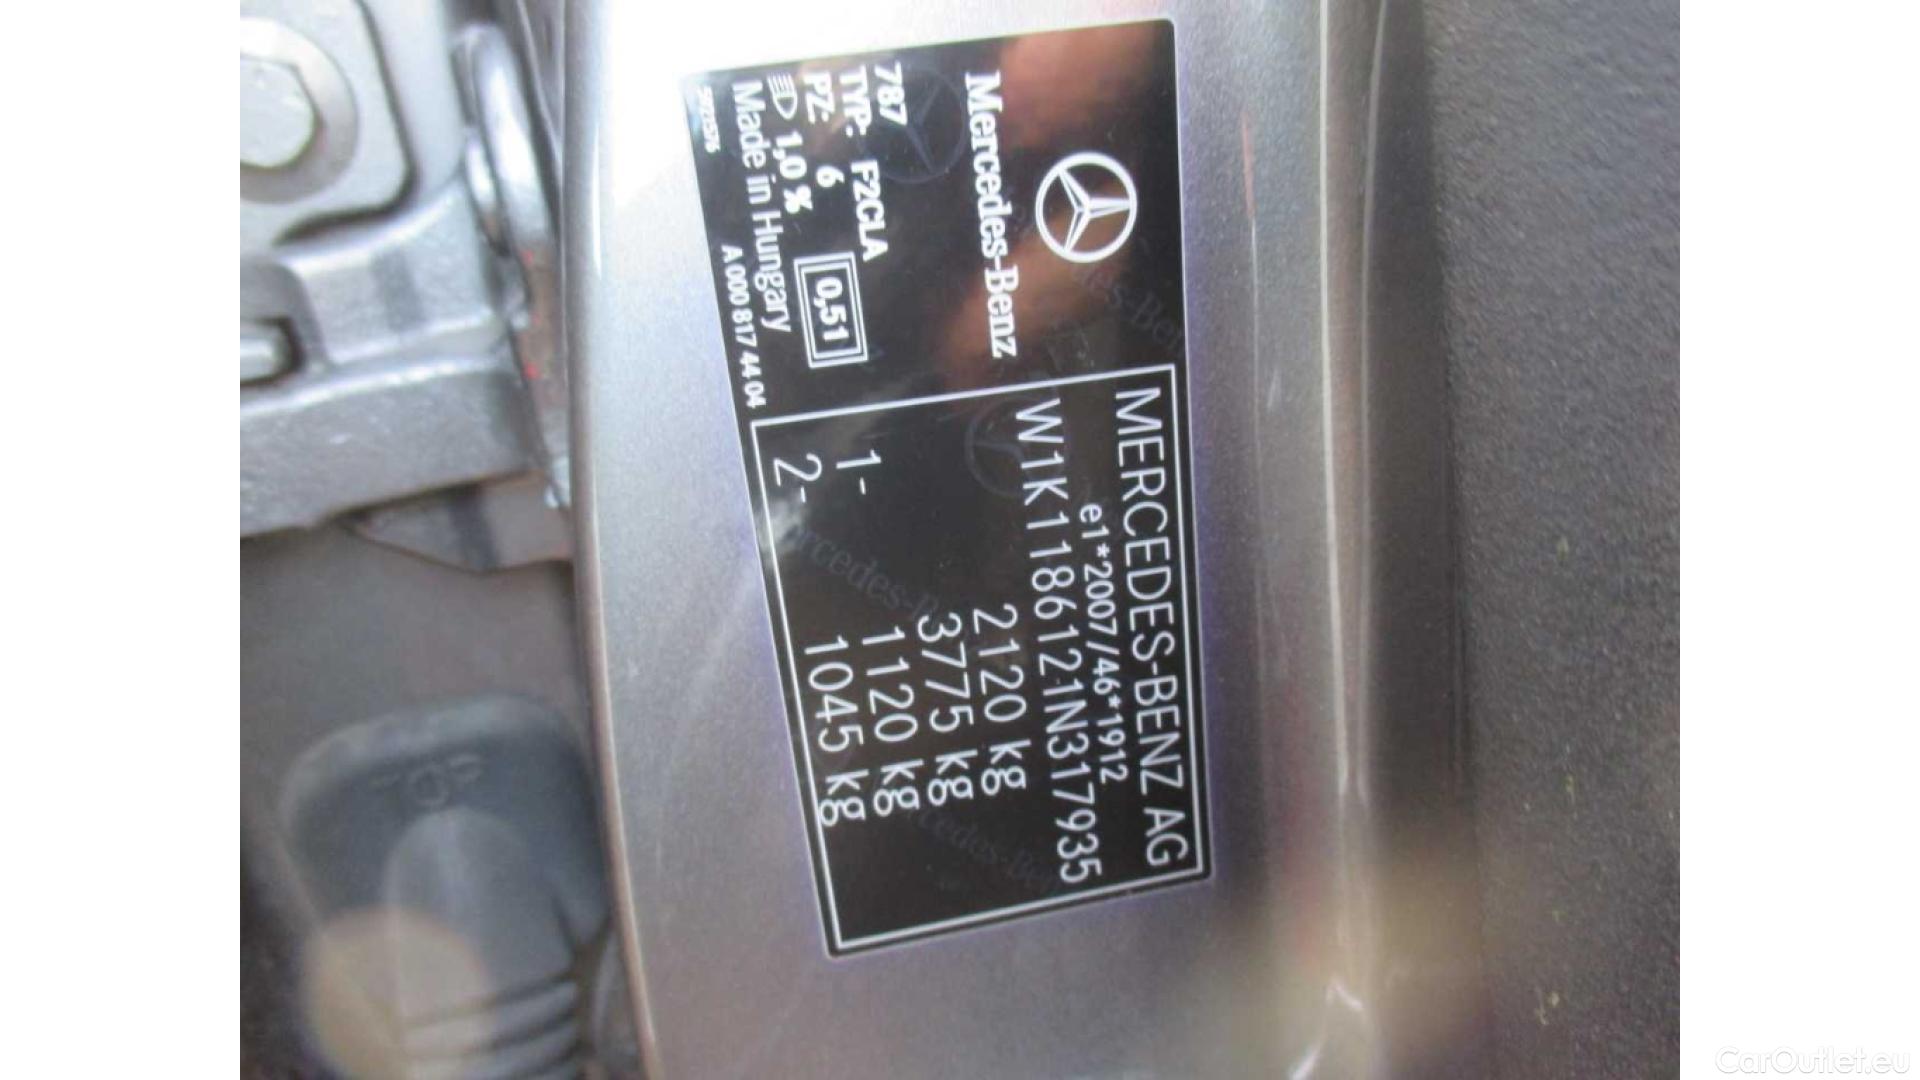 Mercedes-Benz
787
TYP: F2CLA
PZ: 6
1,0 %
0,51
Made in Hungary
A 000 817 44 04
MERCEDES-BENZ AG
e1*2007/46*1912
W1K1186121N317935
2120 kg
3775 kg
1- 1120 kg
2- 1045 kg
CarOutlet.eu